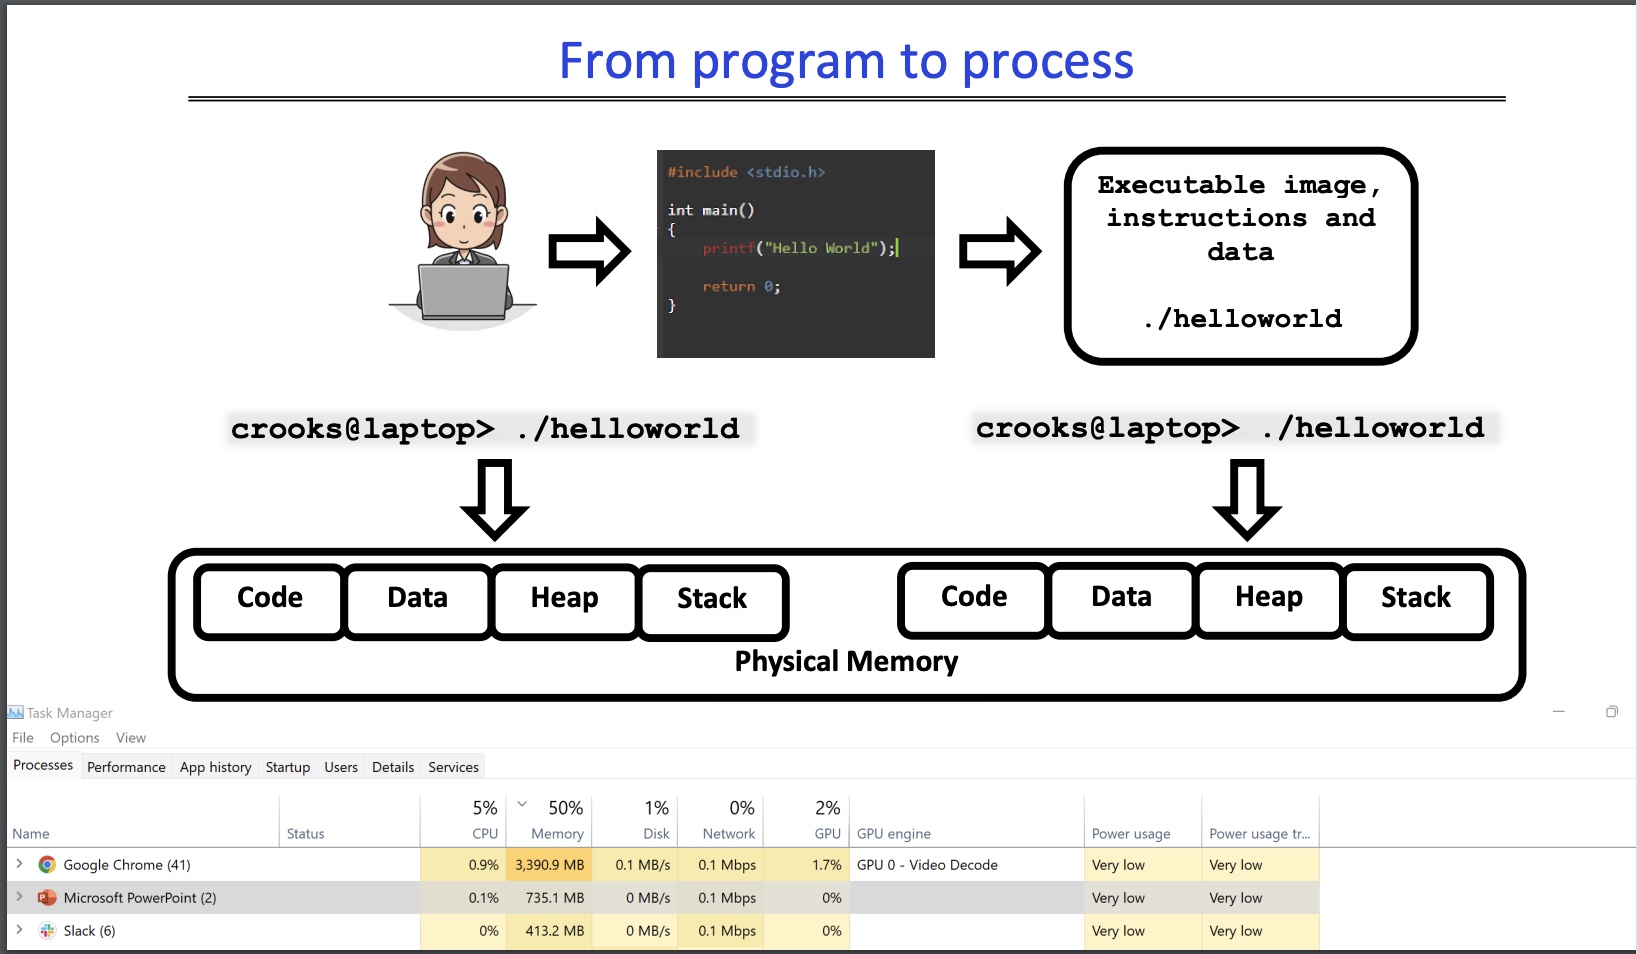 From program to process
#include <stdio.h>
int main()
{
printf("Hello World");
return 0;
}
Executable image,
instructions and
data
./helloworld
crooks@laptop> ./helloworld
crooks@laptop> ./helloworld
Code Data Heap Stack
Code Data Heap Stack
Physical Memory
Task Manager
File Options View
Processes Performance App history Startup Users Details Services
5% 50% 1% 0% 2%
Name Status CPU Memory Disk Network GPU GPU engine Power usage Power usage tr...
Google Chrome (41) 0.9% 3,390.9 MB 0.1 MB/s 0.1 Mbps 1.7% GPU 0 - Video Decode Very low Very low
Microsoft PowerPoint (2) 0.1% 735.1 MB 0 MB/s 0.1 Mbps 0% Very low Very low
Slack (6) 0% 413.2 MB 0 MB/s 0.1 Mbps 0% Very low Very low